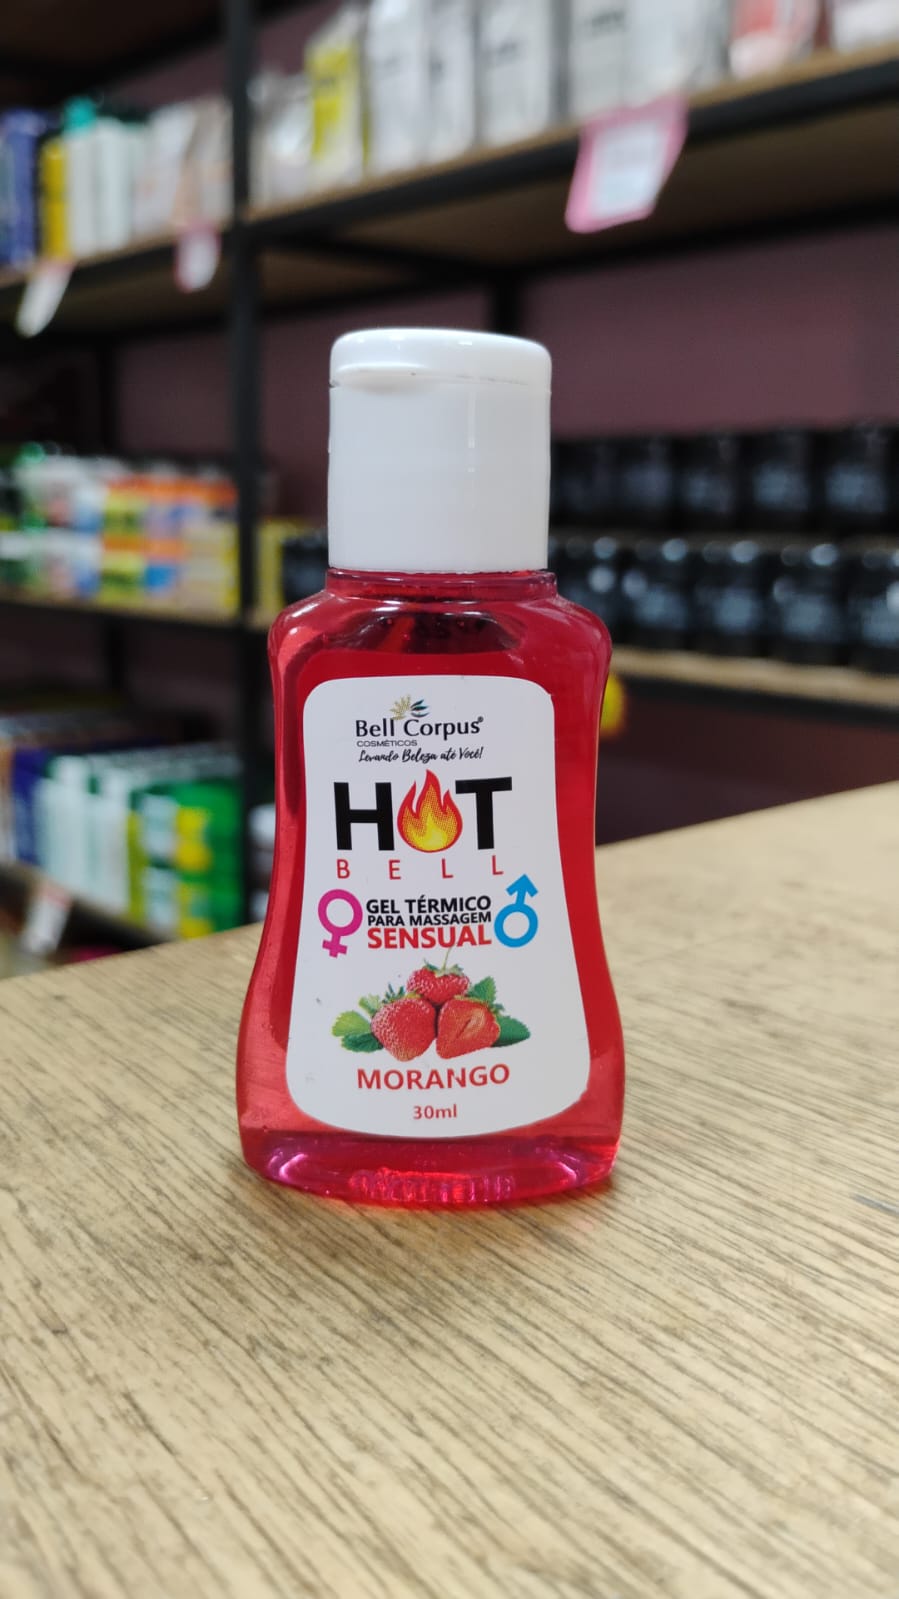 Bell Corpus®
COSMÉTICOS
Levando Beleza até Você!
HOT
BELL
GEL TÉRMICO
PARA MASSAGEM
SENSUAL
MORANGO
30ml